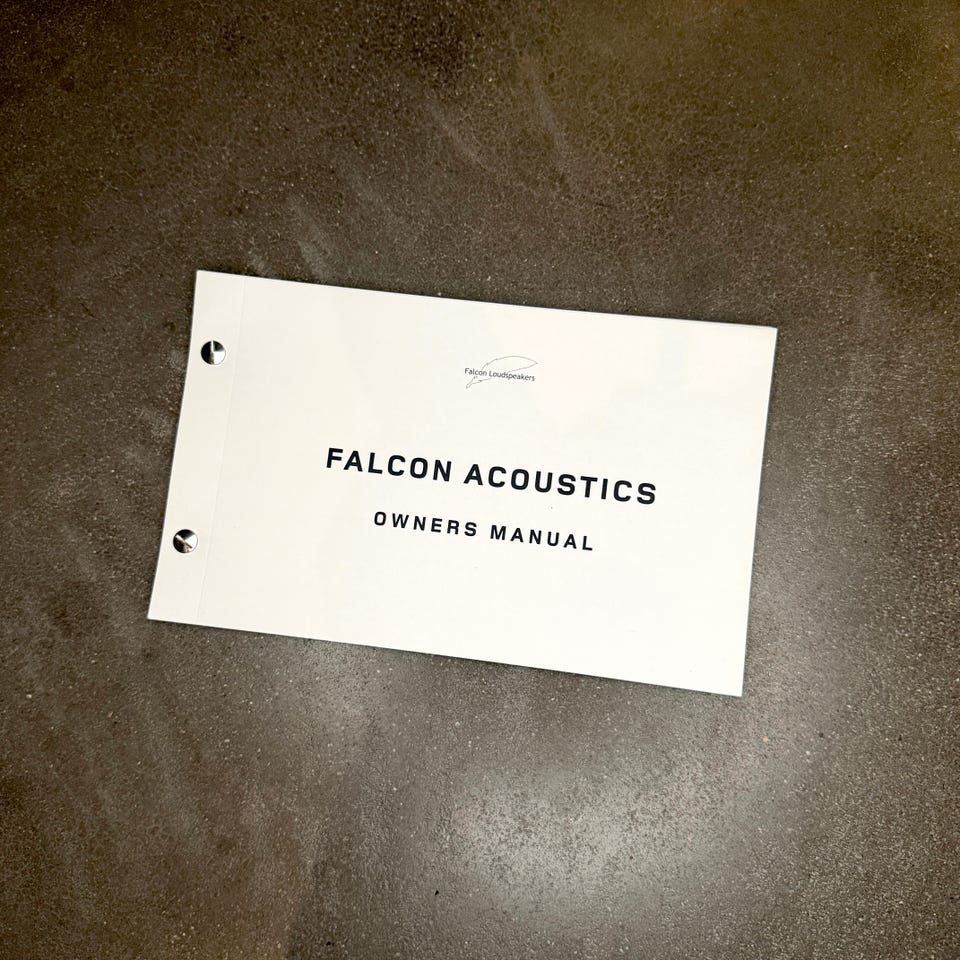 Falcon Loudspeakers
FALCON ACOUSTICS
OWNERS MANUAL